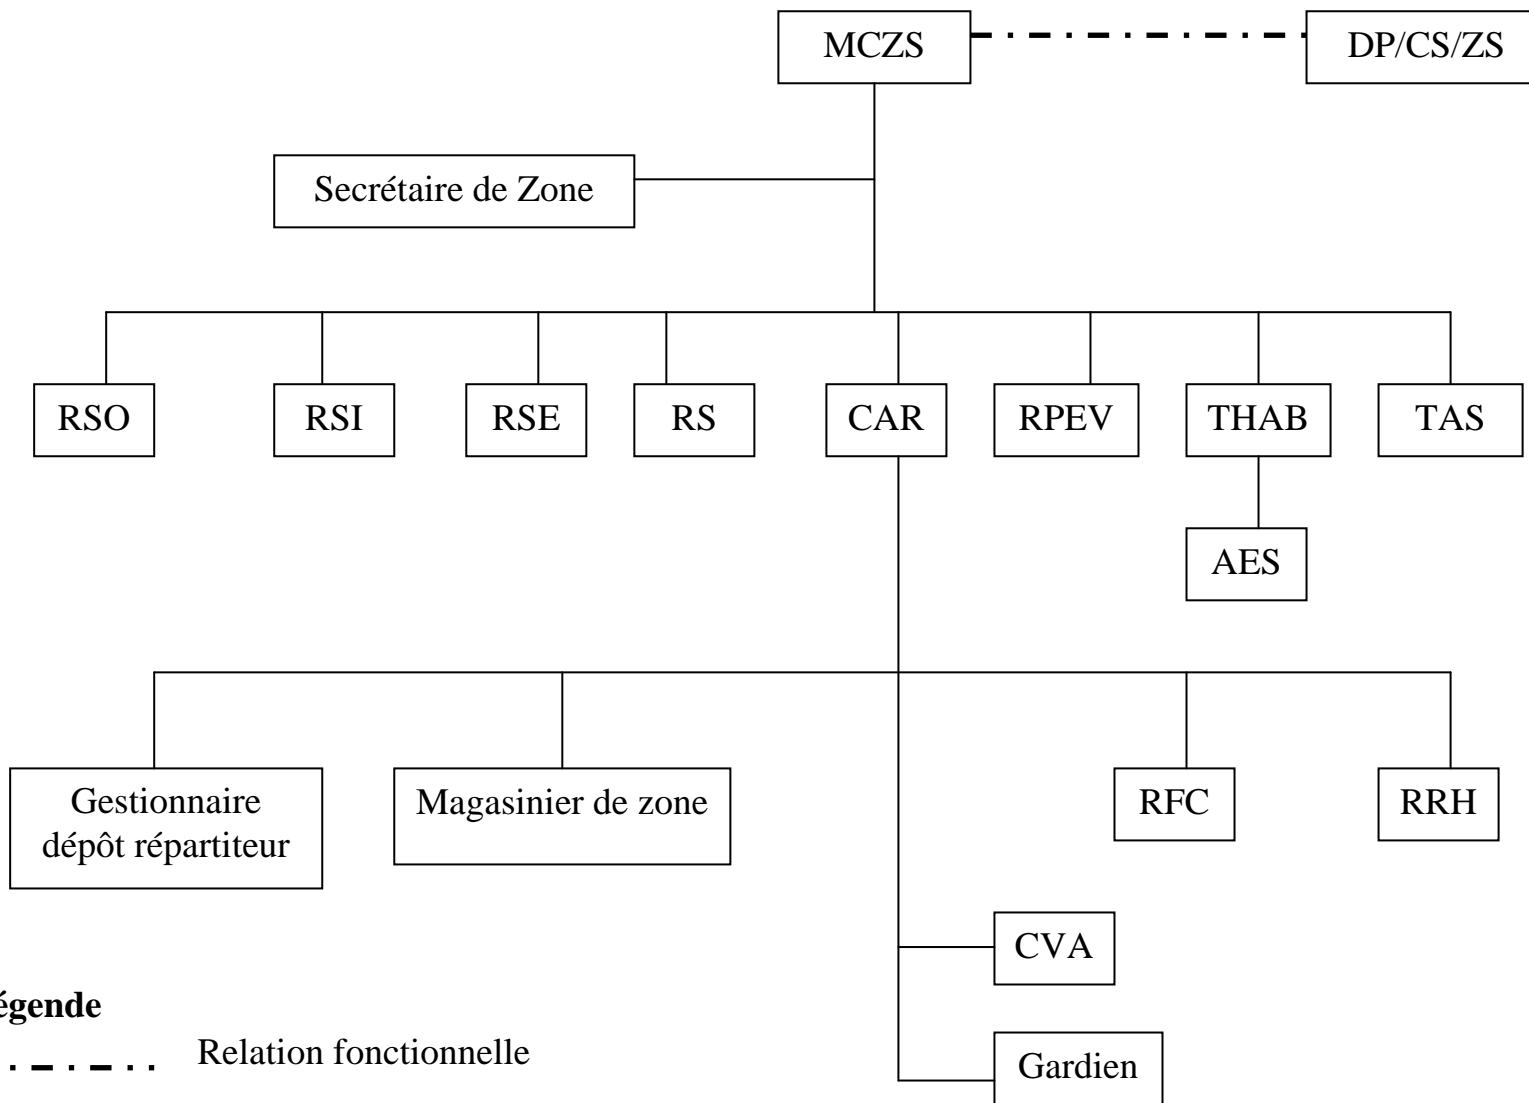 MCZS
DP/CS/ZS
Secrétaire de Zone
RSO
RSI
RSE
RS
CAR
RPEV
THAB
TAS
AES
Gestionnaire
dépôt répartiteur
Magasinier de zone
RFC
RRH
CVA
Gardien
égende
Relation fonctionnelle